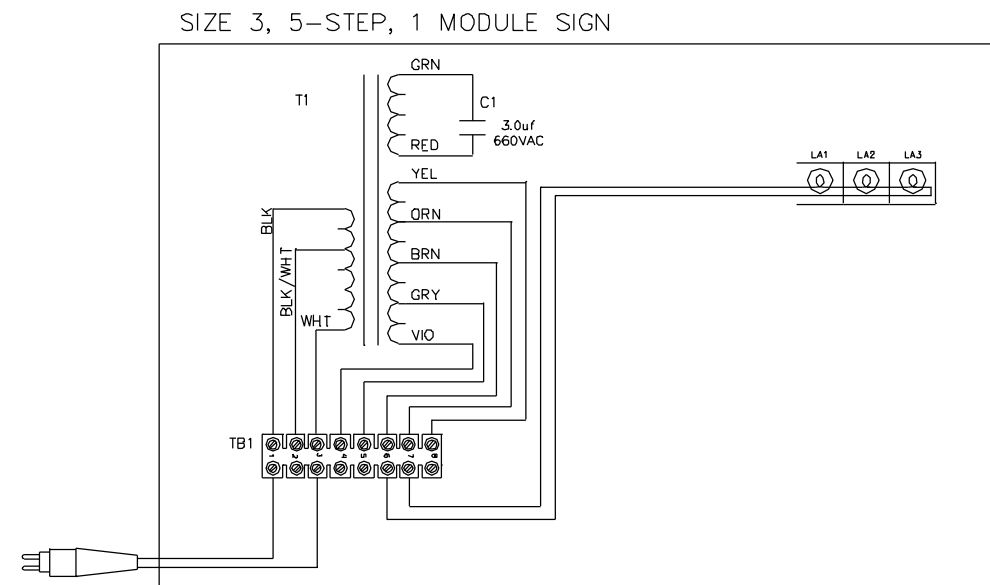 SIZE 3, 5-STEP, 1 MODULE SIGN
GRN
T1
C1
3.0uf
660VAC
RED
LA1 LA2 LA3
YEL
BLK
ORN
BLK/WHT
BRN
GRY
WHT
VIO
TB1
1 2 3 4 5 6 7 8